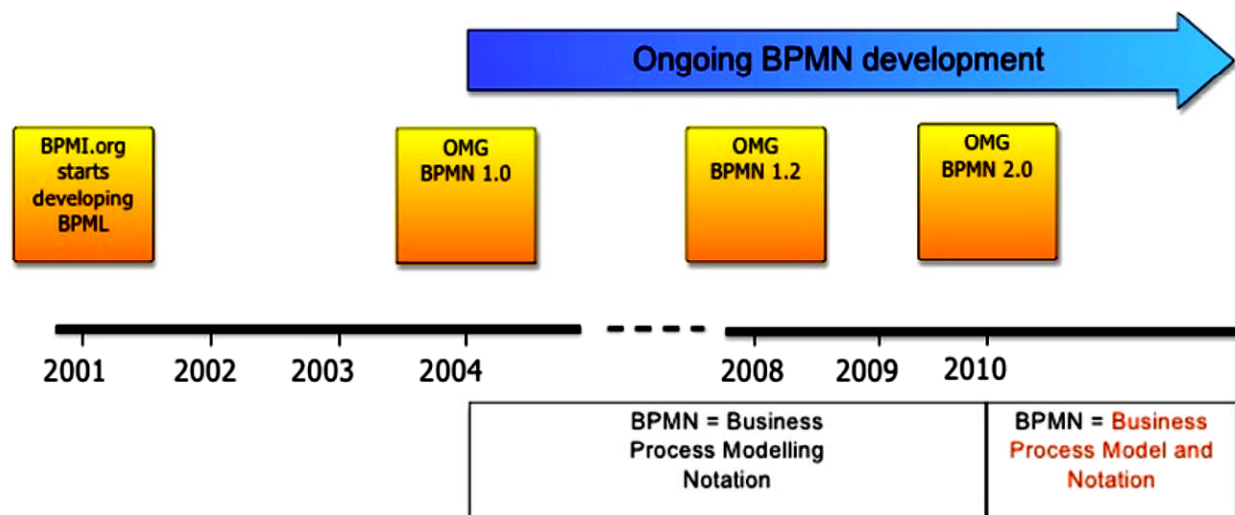 Ongoing BPMN development
BPMI.org
starts
developing
BPML
OMG
BPMN 1.0
OMG
BPMN 1.2
OMG
BPMN 2.0
2001 2002 2003 2004 2008 2009 2010
BPMN = Business
Process Modelling
Notation
BPMN = Business
Process Model and
Notation